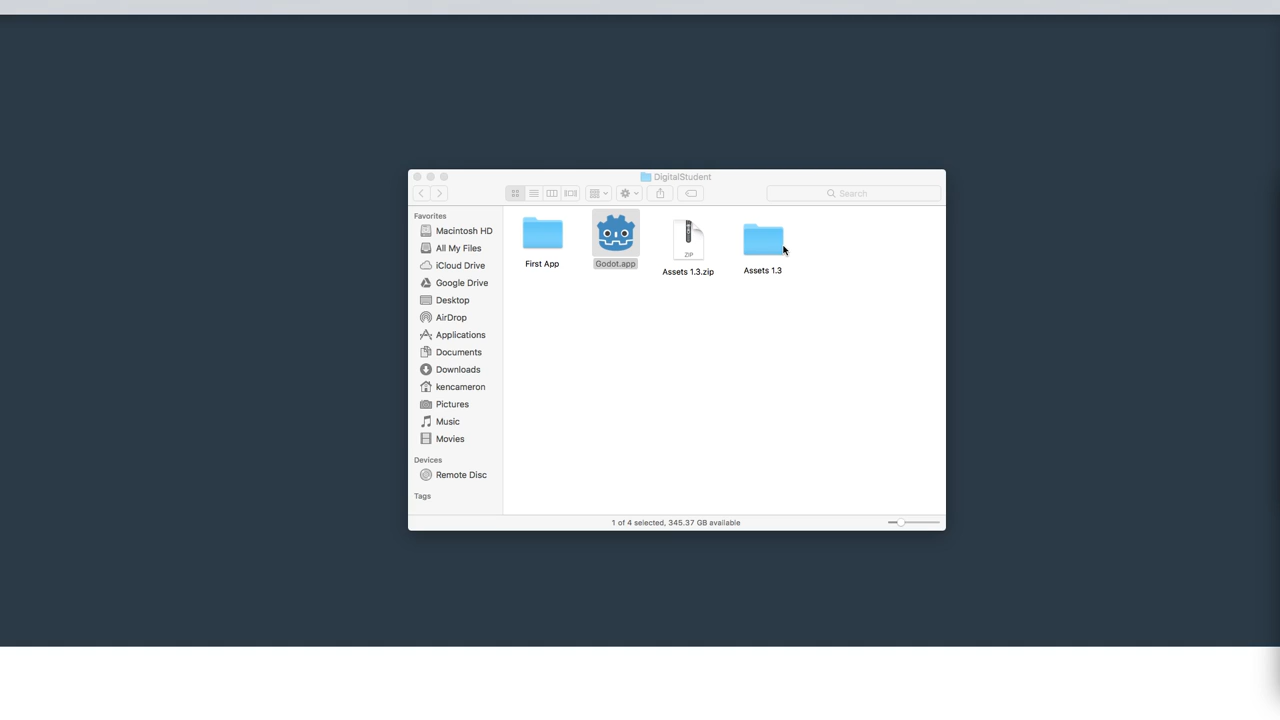 DigitalStudent
Search
Favorites
Macintosh HD
All My Files
iCloud Drive
Google Drive
Desktop
AirDrop
Applications
Documents
Downloads
kencameron
Pictures
Music
Movies
Devices
Remote Disc
Tags
First App
Godot.app
ZIP
Assets 1.3.zip
Assets 1.3
1 of 4 selected, 345.37 GB available